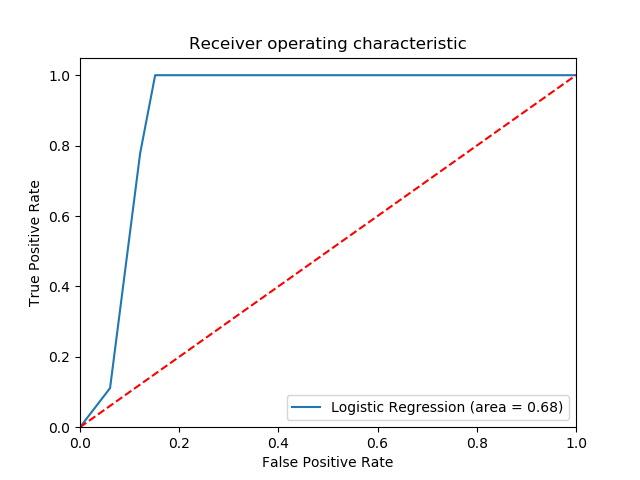 Receiver operating characteristic
True Positive Rate
1.0
0.8
0.6
0.4
0.2
0.0
Logistic Regression (area = 0.68)
0.0 0.2 0.4 0.6 0.8 1.0
False Positive Rate